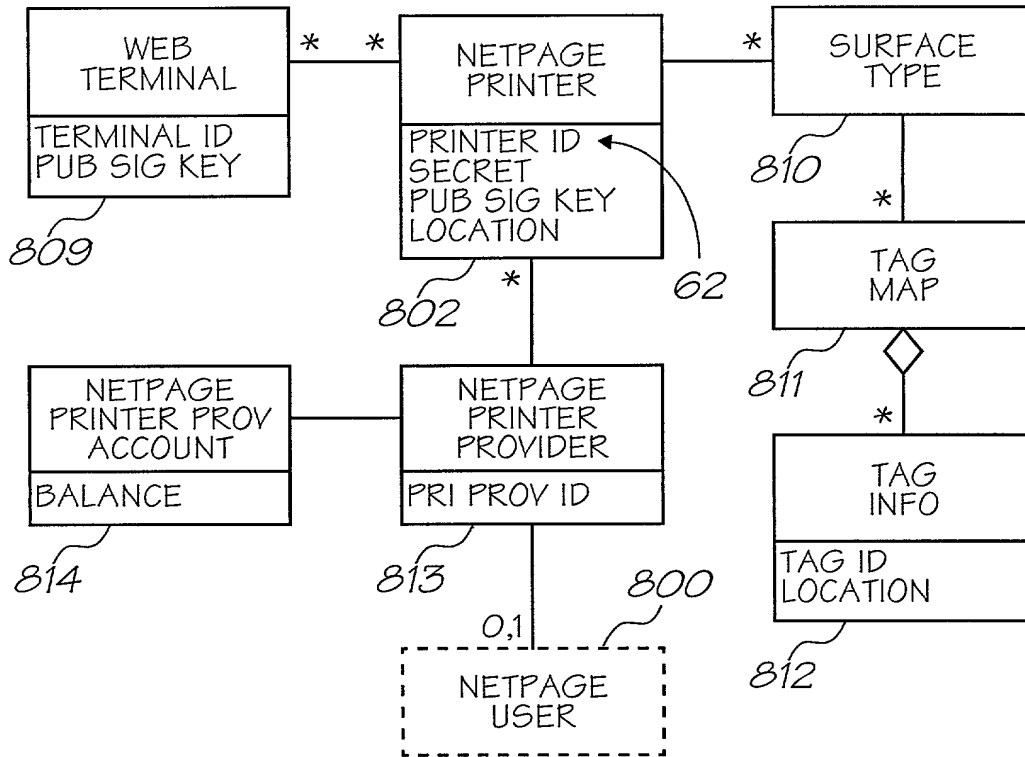 WEB
TERMINAL
TERMINAL ID
PUB SIG KEY
809
*
*
NETPAGE
PRINTER
PRINTER ID
SECRET
PUB SIG KEY
LOCATION
802
62
*
*
SURFACE
TYPE
810
*
TAG
MAP
811
*
TAG
INFO
TAG ID
LOCATION
812
NETPAGE
PRINTER PROV
ACCOUNT
BALANCE
814
NETPAGE
PRINTER
PROVIDER
PRI PROV ID
813
0,1
800
NETPAGE
USER